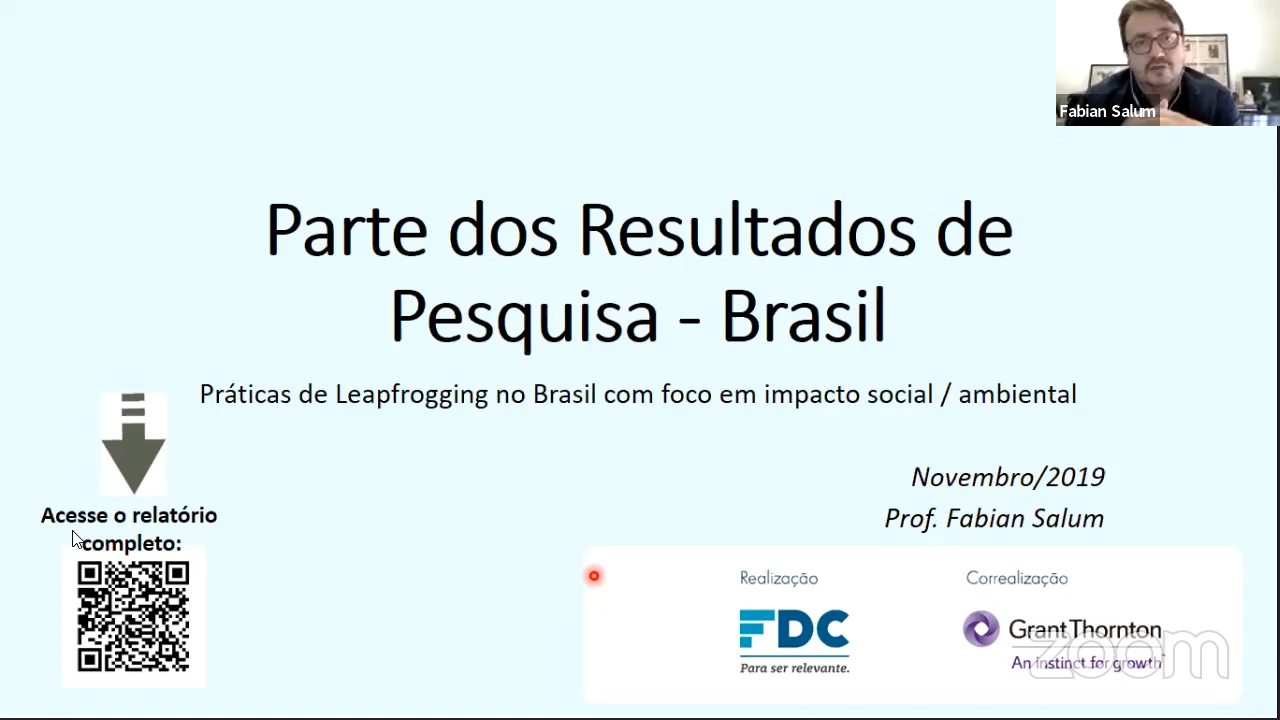 Fabian Salum
Parte dos Resultados de
Pesquisa - Brasil
Práticas de Leapfrogging no Brasil com foco em impacto social / ambiental
Novembro/2019
Prof. Fabian Salum
Acesse o relatório
completo:
Realização
Correalização
FDC
Para ser relevante.
Grant Thornton
An instinct for growth™
zoom